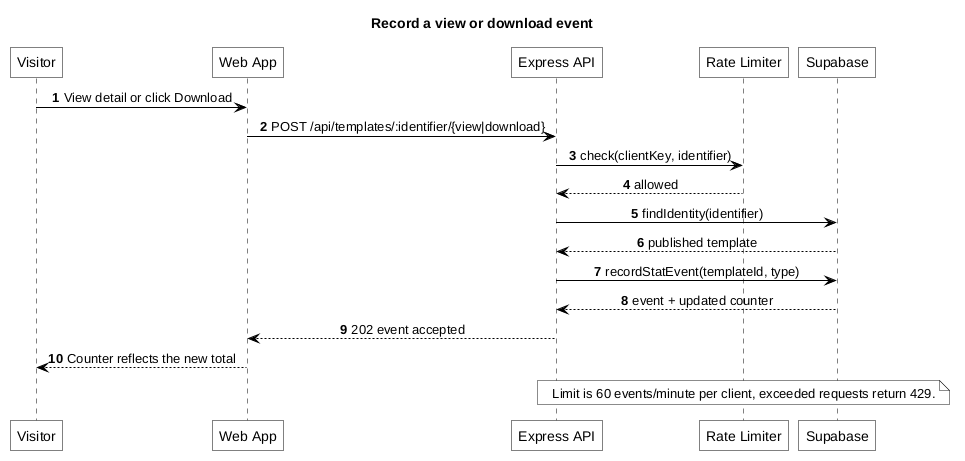 Record a view or download event
Visitor Web App Express API Rate Limiter Supabase
1 View detail or click Download
2 POST /api/templates/:identifier/{view|download}
3 check(clientKey, identifier)
4 allowed
5 findIdentity(identifier)
6 published template
7 recordStatEvent(templateId, type)
8 event + updated counter
9 202 event accepted
10 Counter reflects the new total
Limit is 60 events/minute per client, exceeded requests return 429.
Visitor Web App Express API Rate Limiter Supabase